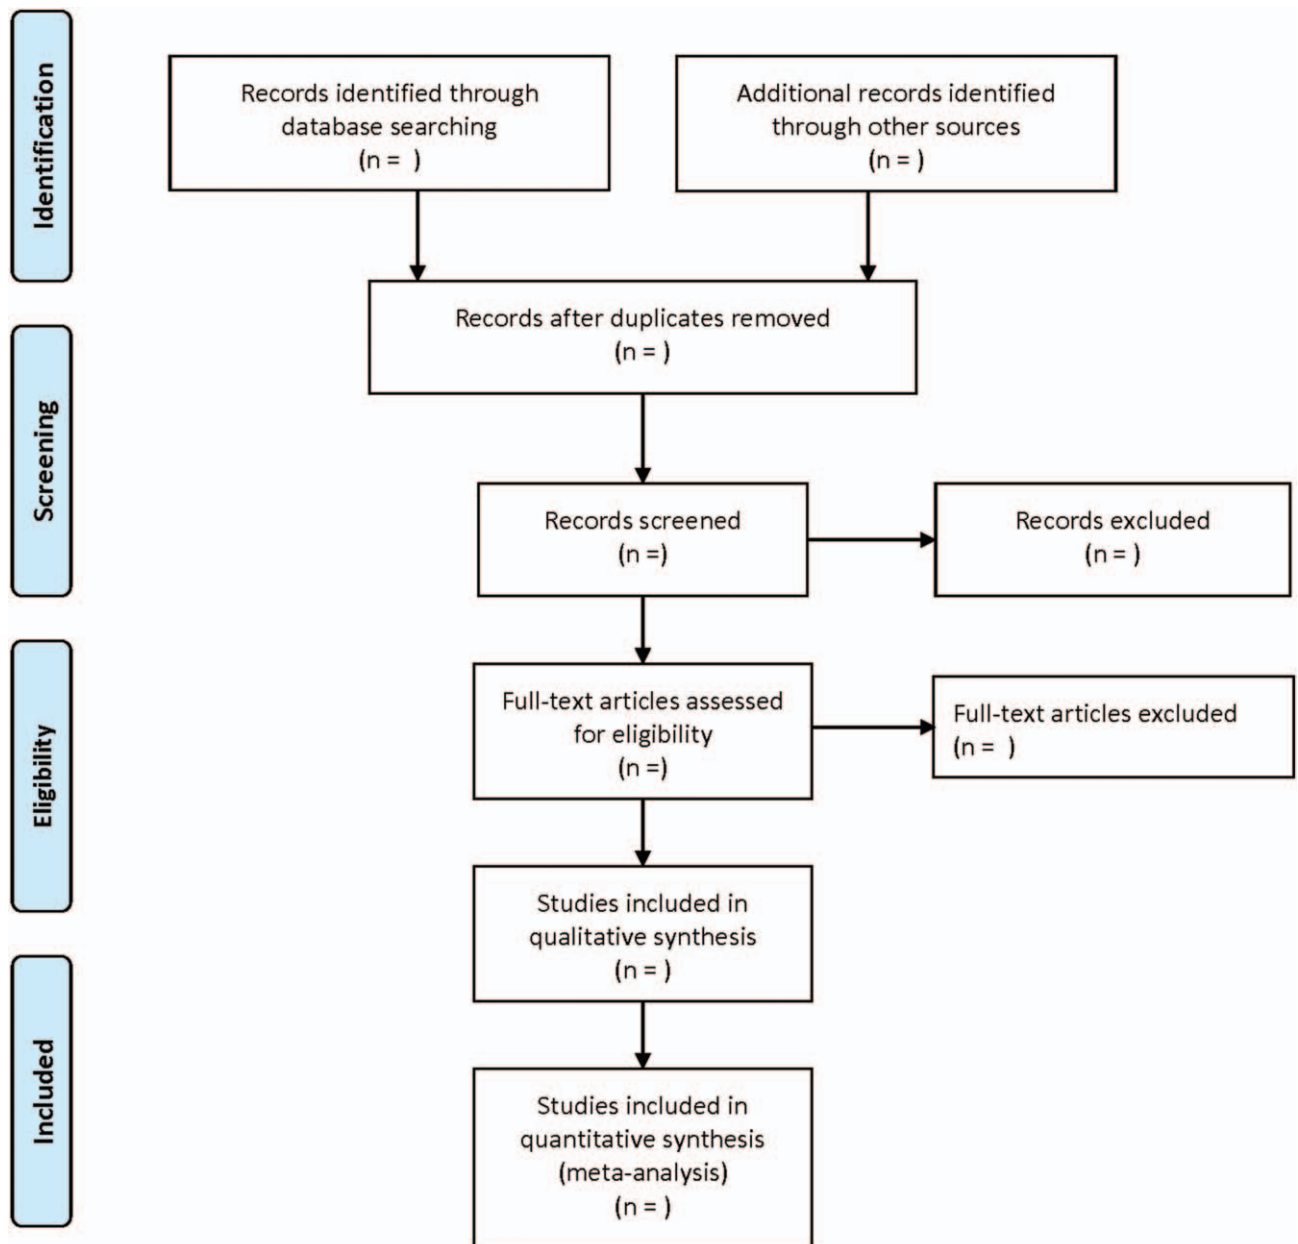 Identification
Records identified through
database searching
(n =  )
Additional records identified
through other sources
(n =  )
Records after duplicates removed
(n = )
Screening
Records screened
(n =)
Records excluded
(n = )
Eligibility
Full-text articles assessed
for eligibility
(n =)
Full-text articles excluded
(n =  )
Studies included in
qualitative synthesis
(n = )
Included
Studies included in
quantitative synthesis
(meta-analysis)
(n = )